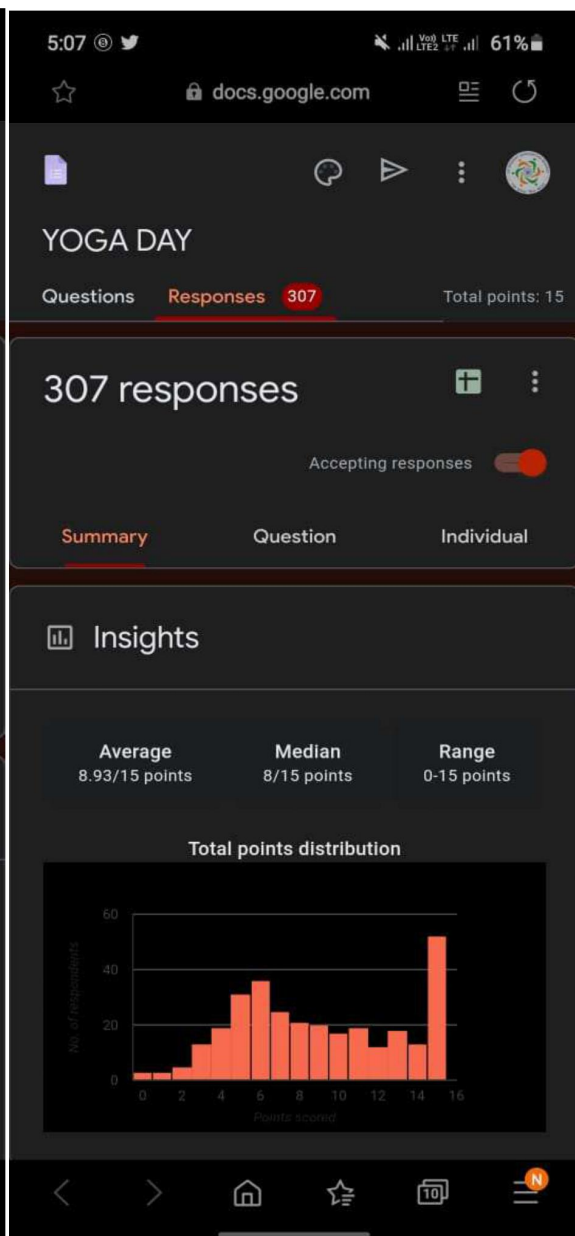 5:07
Vo)) LTE
LTE2
61%
docs.google.com
YOGA DAY
Questions Responses 307 Total points: 15
307 responses
Accepting responses
Summary Question Individual
Insights
Average Median Range
8.93/15 points 8/15 points 0-15 points
Total points distribution
60
40
20
0
No. of respondents
0 2 4 6 8 10 12 14 16
Points scored
10
N